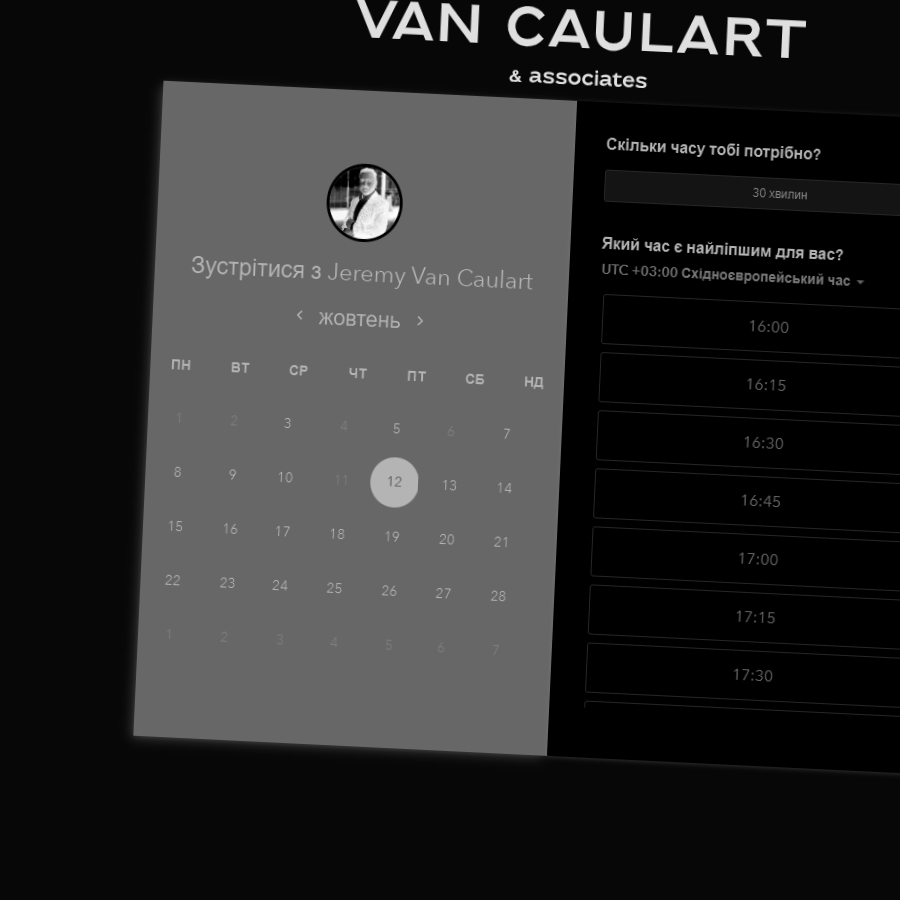 VAN CAULART
& associates
Зустрітися з Jeremy Van Caulart
жовтень
ПН ВТ СР ЧТ ПТ СБ НД
1 2 3 4 5 6 7
8 9 10 11 12 13 14
15 16 17 18 19 20 21
22 23 24 25 26 27 28
1 2 3 4 5 6 7
Скільки часу тобі потрібно?
30 хвилин
Який час є найліпшим для вас?
UTC +03:00 Східноєвропейський час
16:00
16:15
16:30
16:45
17:00
17:15
17:30